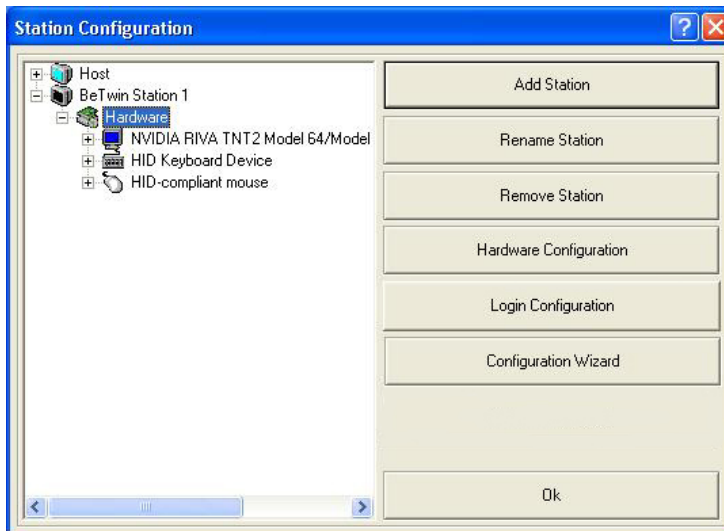 Station Configuration
Host
BeTwin Station 1
Hardware
NVIDIA RIVA TNT2 Model 64/Model
HID Keyboard Device
HID-compliant mouse
Add Station
Rename Station
Remove Station
Hardware Configuration
Login Configuration
Configuration Wizard
Ok